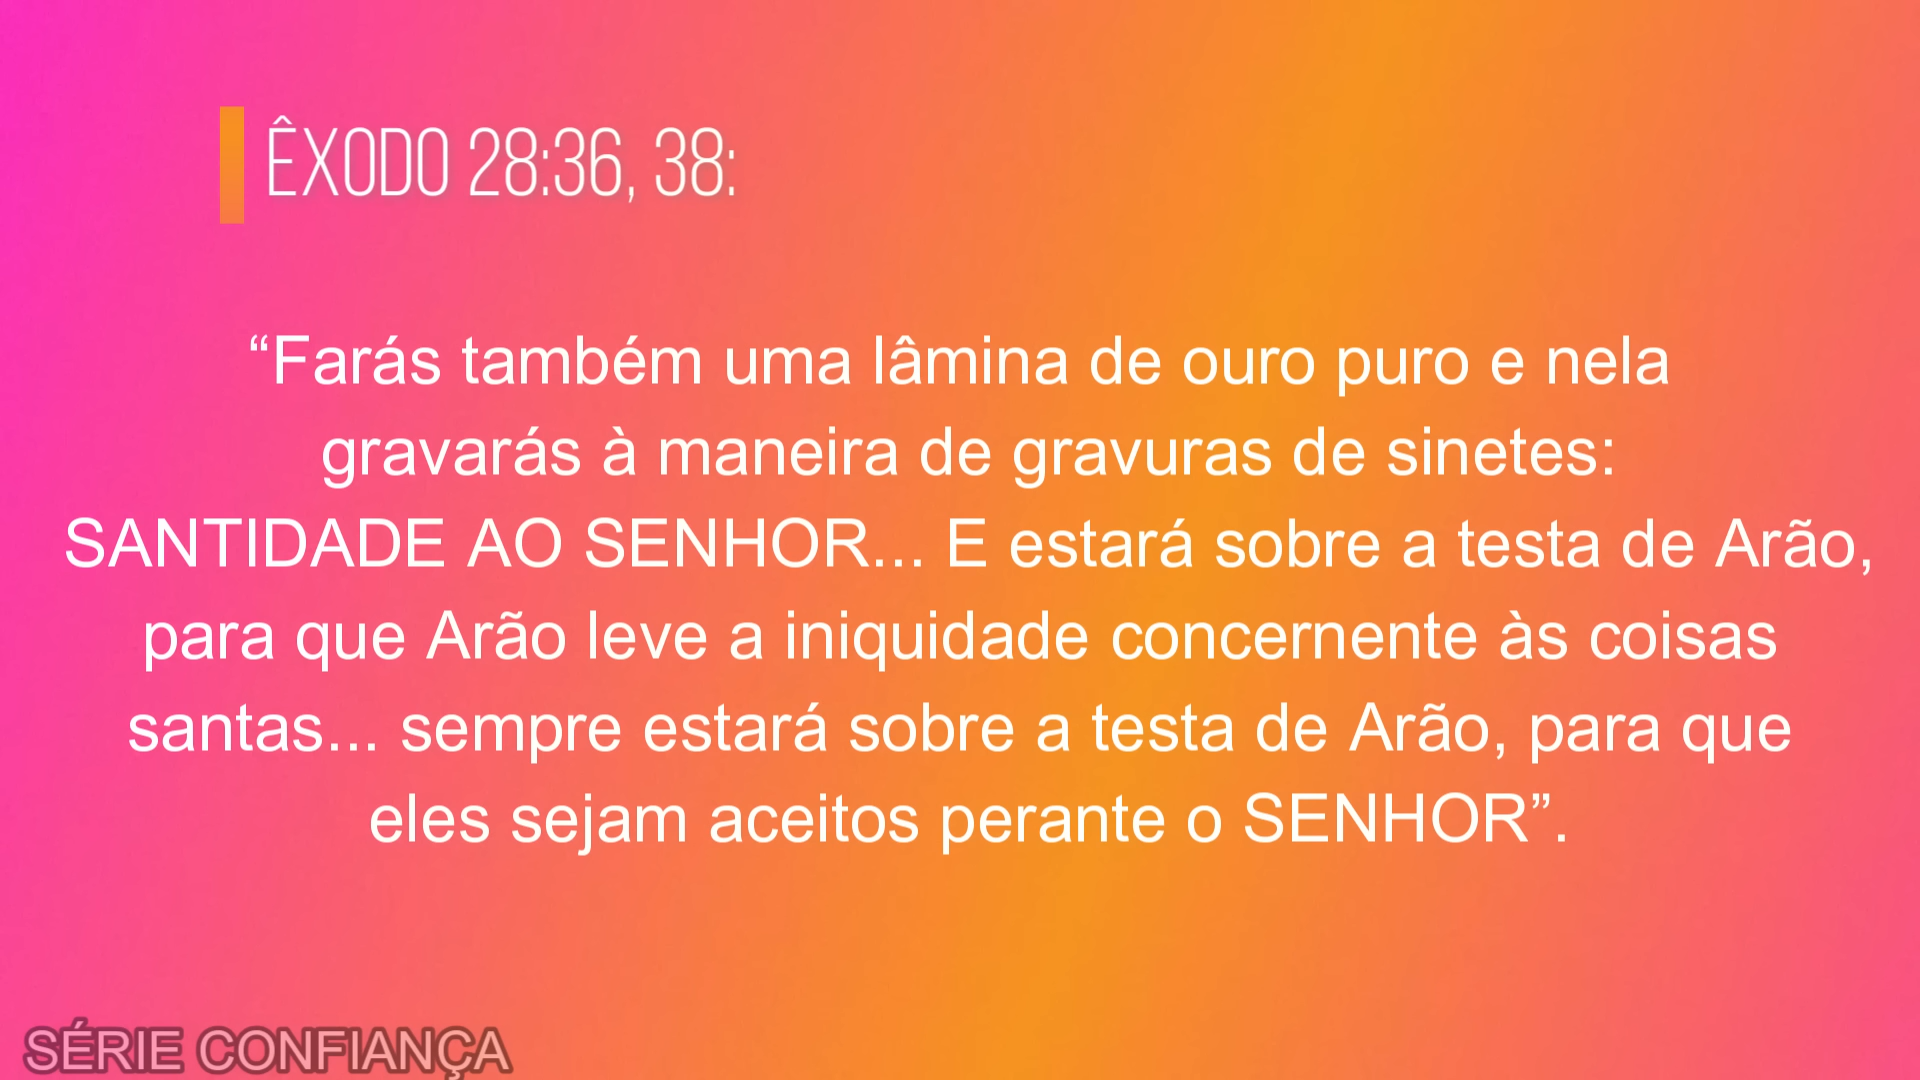 ÊXODO 28:36, 38:
“Farás também uma lâmina de ouro puro e nela
gravarás à maneira de gravuras de sinetes:
SANTIDADE AO SENHOR... E estará sobre a testa de Arão,
para que Arão leve a iniquidade concernente às coisas
santas... sempre estará sobre a testa de Arão, para que
eles sejam aceitos perante o SENHOR”.
SÉRIE CONFIANÇA